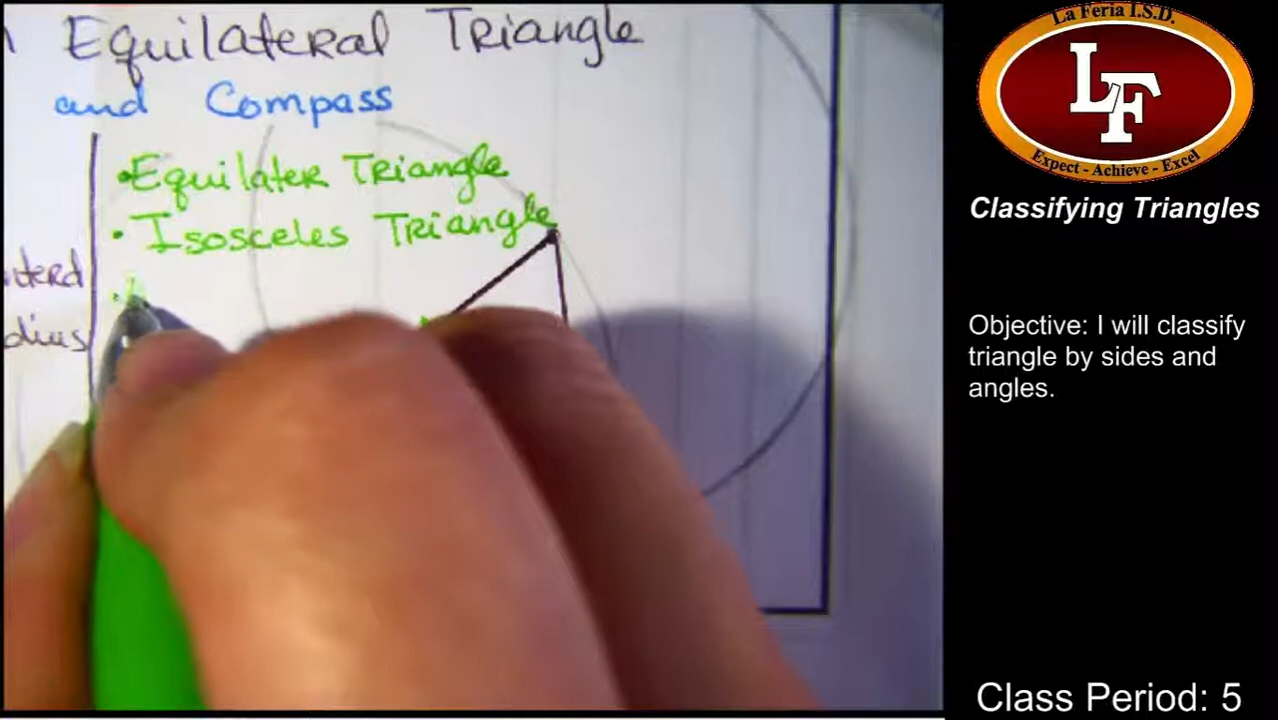 Equilateral Triangle
and Compass
• Equilater Triangle
• Isosceles Triangle
•
dius
La Feria I.S.D.
LF
Expect - Achieve - Excel
Classifying Triangles
Objective: I will classify
triangle by sides and
angles.
Class Period: 5